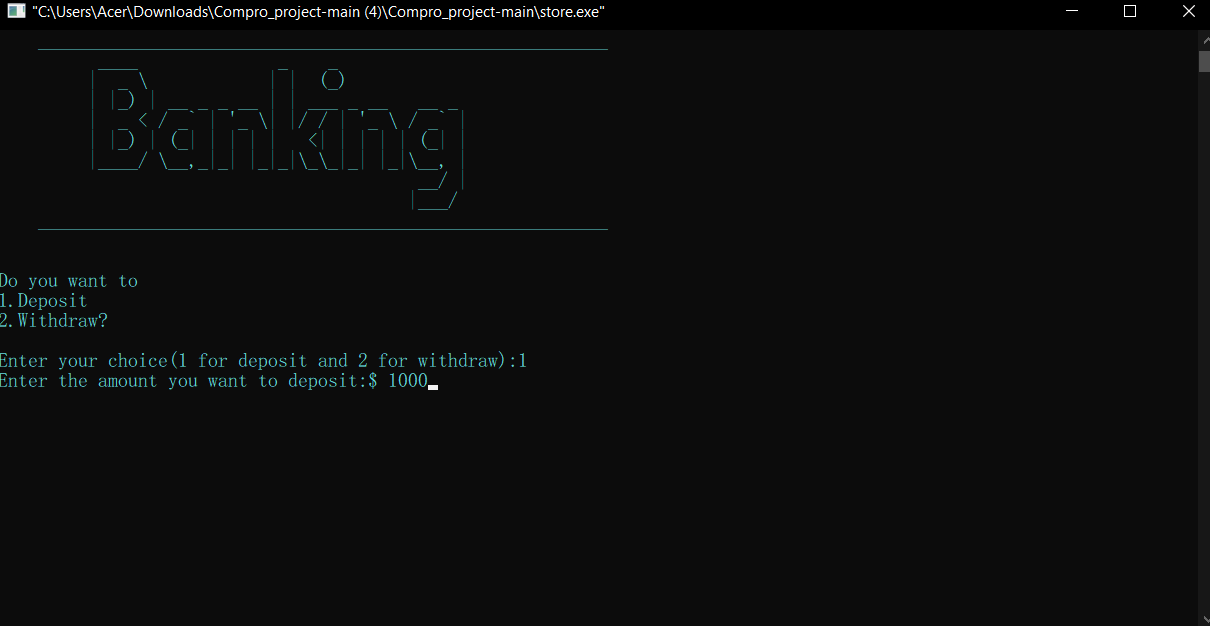 "C:\Users\Acer\Downloads\Compro_project-main (4)\Compro_project-main\store.exe"
Banking
Do you want to
1.Deposit
2.Withdraw?
Enter your choice(1 for deposit and 2 for withdraw):1
Enter the amount you want to deposit:$ 1000